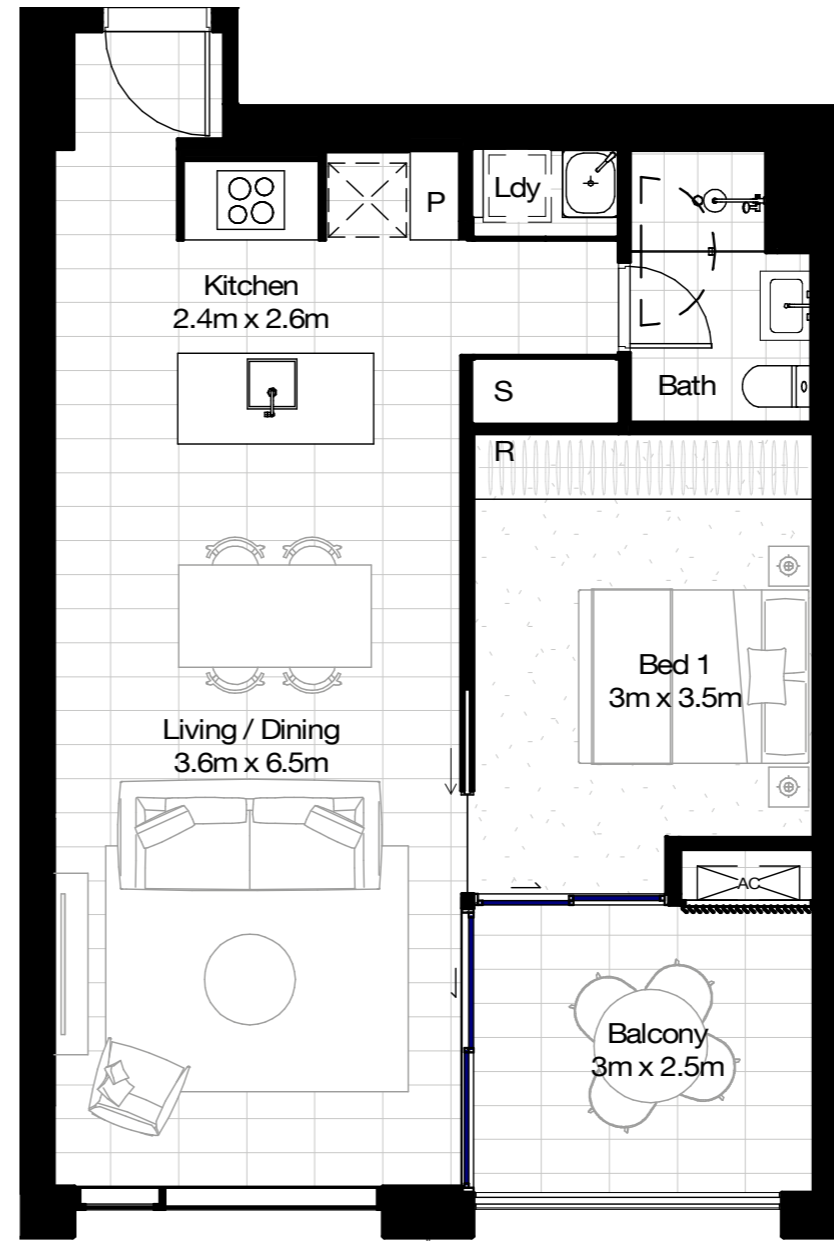 Ldy
P
Kitchen
2.4m x 2.6m
S
Bath
R
Bed 1
3m x 3.5m
Living / Dining
3.6m x 6.5m
AC
Balcony
3m x 2.5m